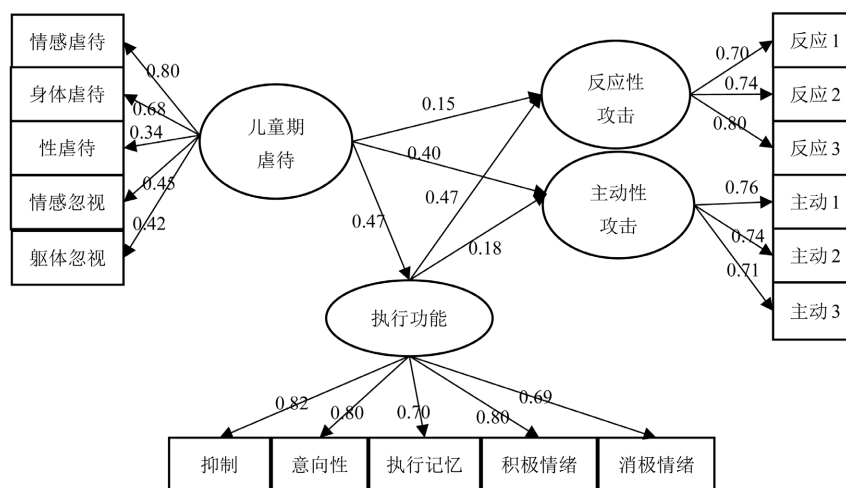 情感虐待
身体虐待
性虐待
情感忽视
躯体忽视
0.80
0.68
0.34
0.45
0.42
儿童期
虐待
0.15
0.40
0.47
0.47
0.18
反应性
攻击
主动性
攻击
0.70
0.74
0.80
0.76
0.74
0.71
反应1
反应2
反应3
主动1
主动2
主动3
执行功能
0.82
0.80
0.70
0.80
0.69
抑制
意向性
执行记忆
积极情绪
消极情绪